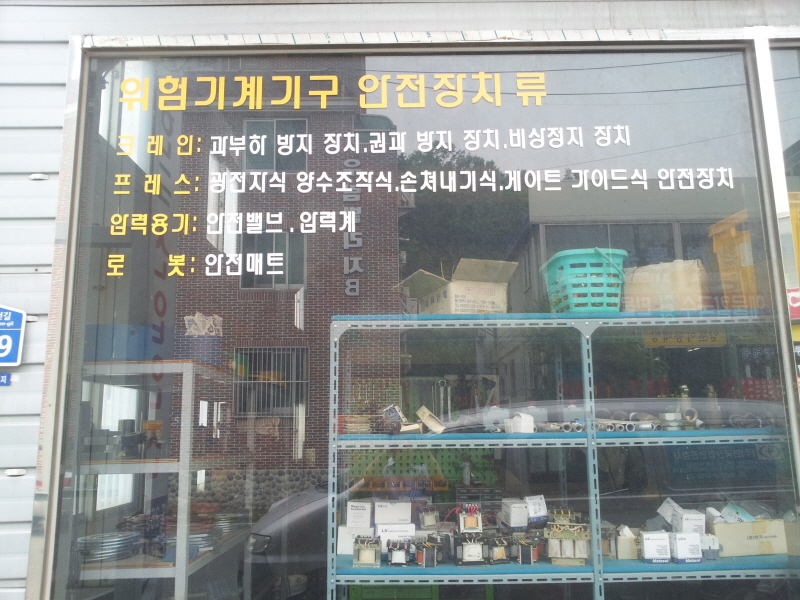 위험기계기구 안전장치류
크레인: 과부하 방지 장치.권과 방지 장치.비상정지 장치
프레스: 광전자식 양수조작식.손쳐내기식.게이트 가이드식 안전장치
압력용기: 안전밸브. 압력계
로 봇: 안전매트
9